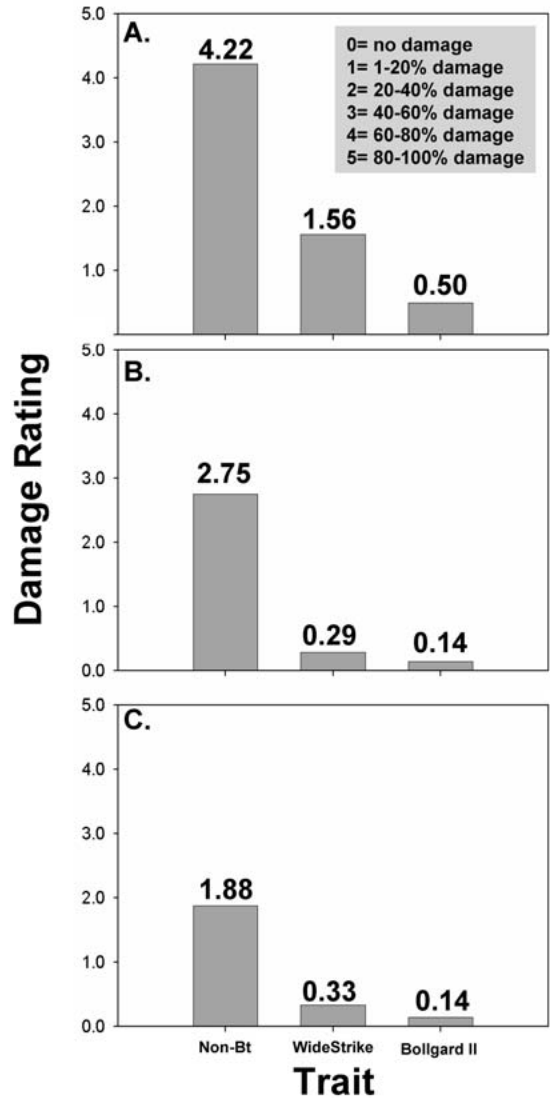 Damage Rating
5.0
4.0
3.0
2.0
1.0
A.
4.22
1.56
0.50
0= no damage
1= 1-20% damage
2= 20-40% damage
3= 40-60% damage
4= 60-80% damage
5= 80-100% damage
5.0
4.0
3.0
2.0
1.0
0.0
B.
2.75
0.29
0.14
5.0
4.0
3.0
2.0
1.0
0.0
C.
1.88
0.33
0.14
Non-Bt WideStrike Bollgard II
Trait